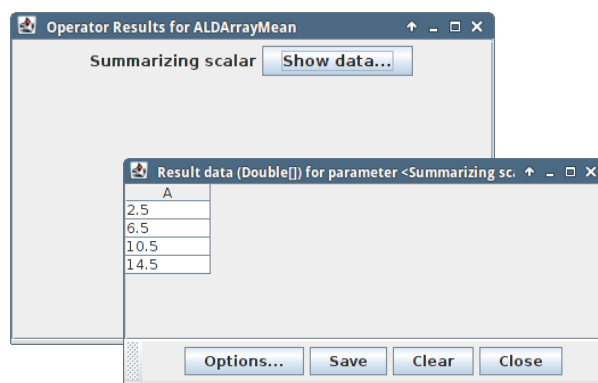 Operator Results for ALDArrayMean
Summarizing scalar Show data...
Result data (Double[]) for parameter <Summarizing sc
A
2.5
6.5
10.5
14.5
Options... Save Clear Close